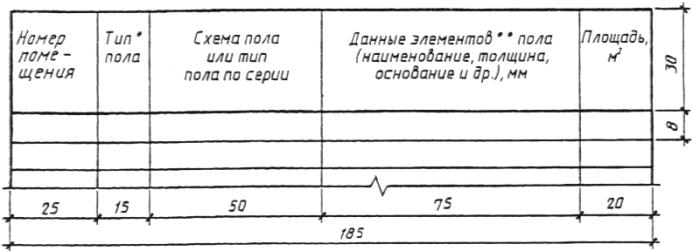 Номер
поме-
щения
Тип*
пола
Схема пола
или тип
пола по серии
Данные элементов** пола
(наименование, толщина,
основание и др.), мм
Площадь,
м²
30
8
25
15
50
75
20
185